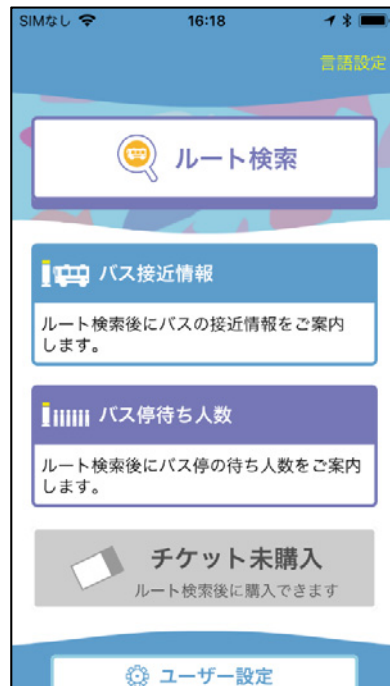 SIMなし 16:18
言語設定
ルート検索
バス接近情報
ルート検索後にバスの接近情報をご案内
します。
バス停待ち人数
ルート検索後にバス停の待ち人数をご案内
します。
チケット未購入
ルート検索後に購入できます
ユーザー設定